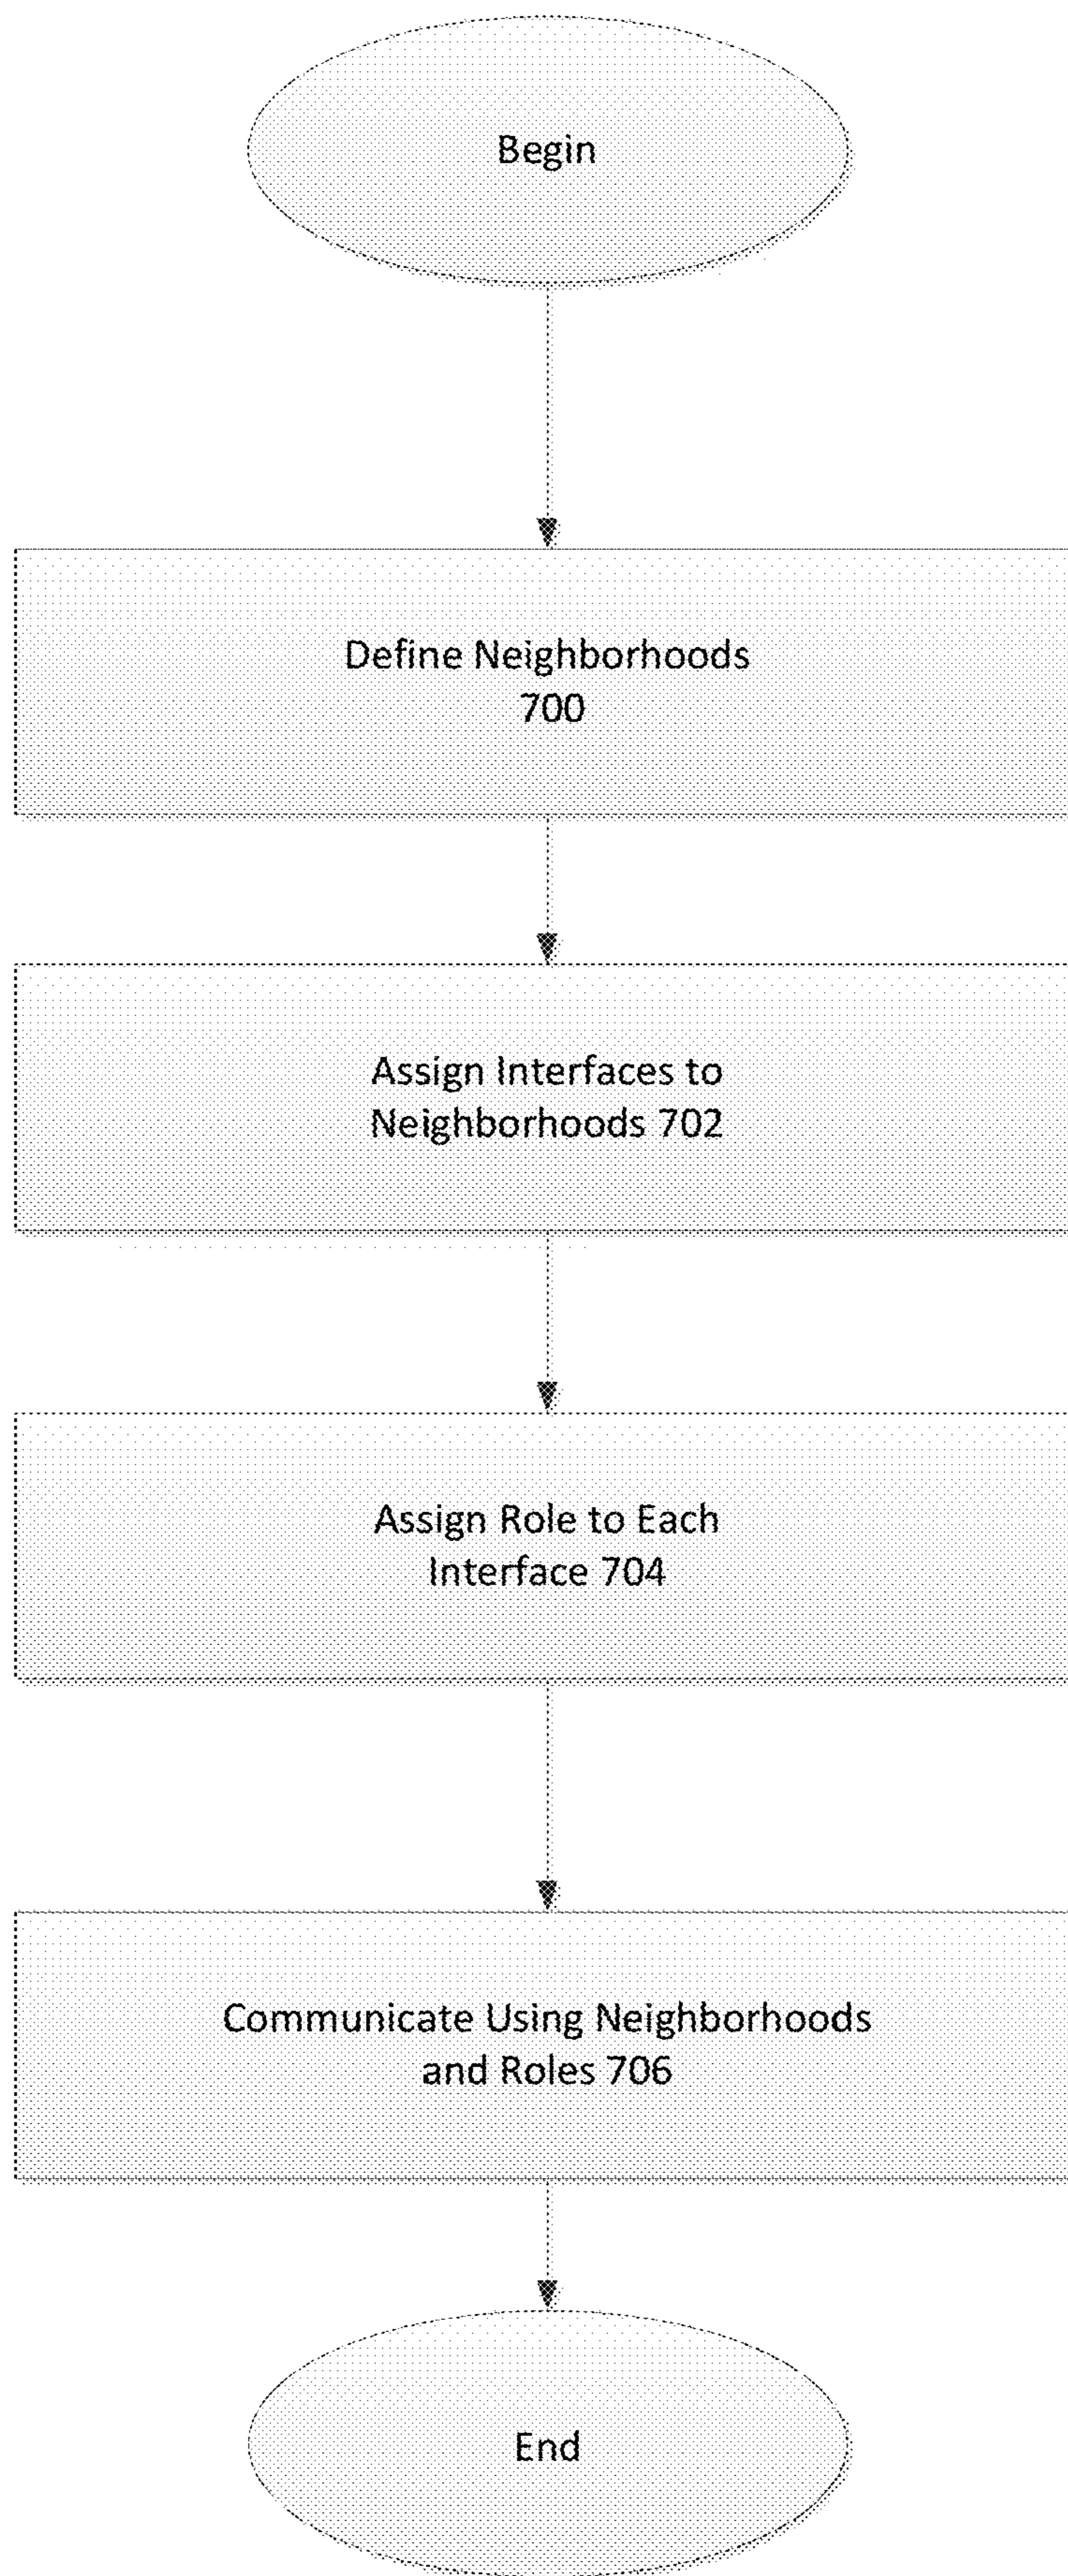 Begin
Define Neighborhoods
700
Assign Interfaces to
Neighborhoods 702
Assign Role to Each
Interface 704
Communicate Using Neighborhoods
and Roles 706
End